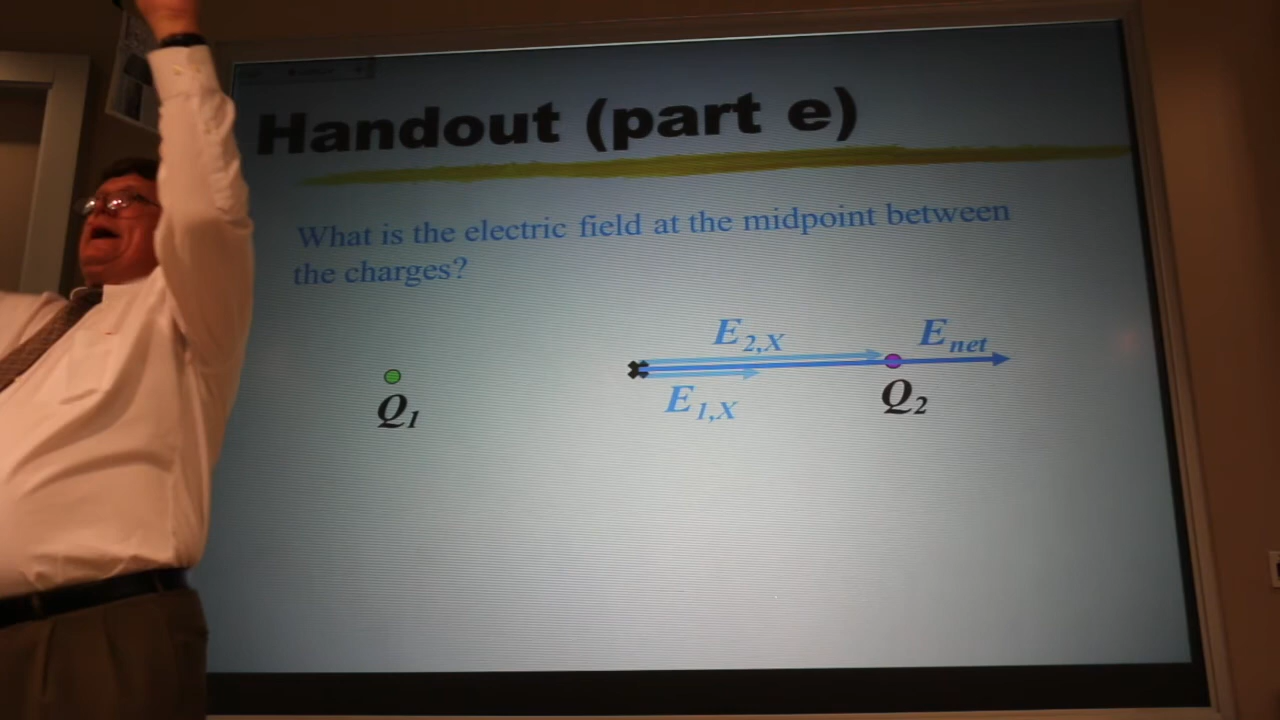 Handout (part e)
What is the electric field at the midpoint between
the charges?
E2,X
Enet
E1,X
Q1
Q2